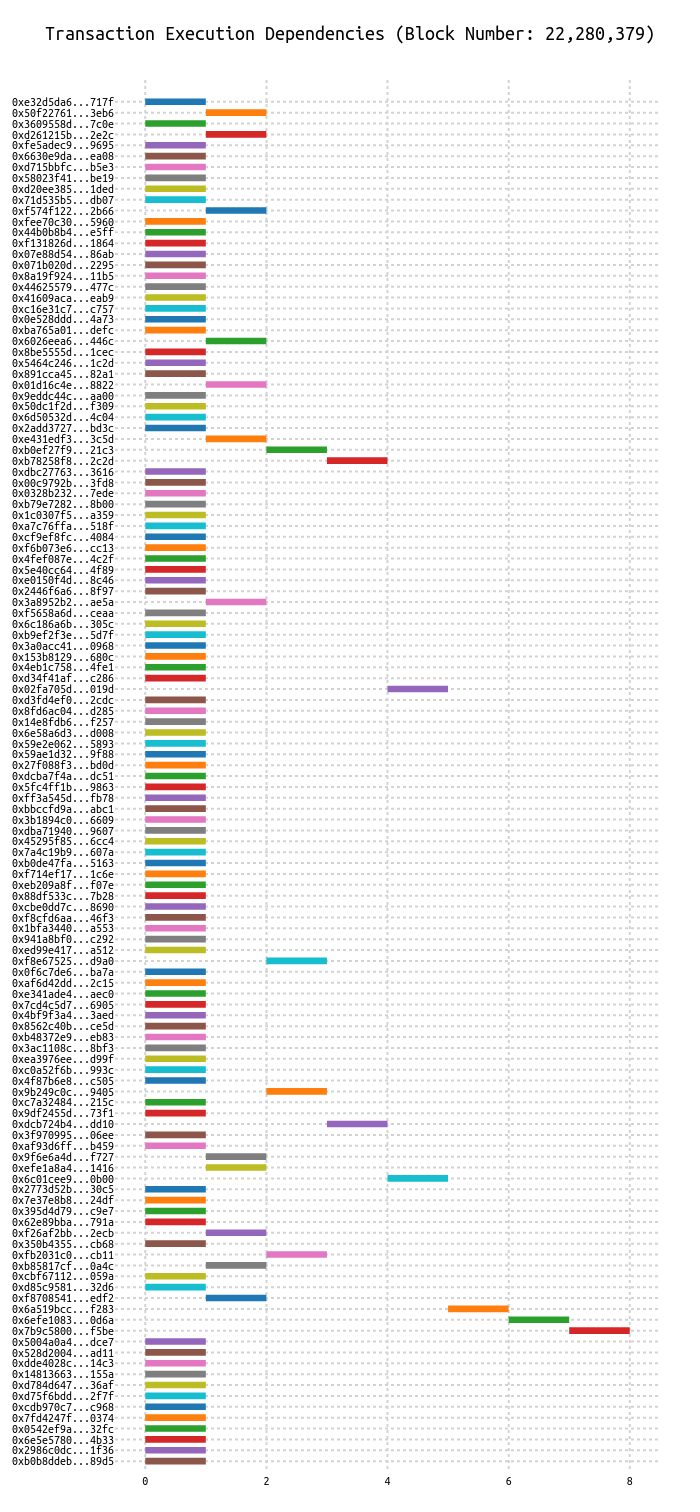 Transaction Execution Dependencies (Block Number: 22,280,379)
0xe32d5da6...717f
0x50f22761...3eb6
0x3609558d...7c0e
0xd261215b...2e2c
0xfe5adec9...9695
0x6630e9da...ea08
0xd715bbfc...b5e3
0x58023f41...be19
0xd20ee385...1ded
0x71d535b5...db07
0xf574f122...2b66
0xfee70c30...5960
0x44b0b8b4...e5ff
0xf131826d...1864
0x07e88d54...86ab
0x071b020d...2295
0x8a19f924...11b5
0x44625579...477c
0x41609aca...eab9
0xc16e31c7...c757
0x0e528ddd...4a73
0xba765a01...defc
0x6026eea6...446c
0x8be5555d...1cec
0x5464c246...1c2d
0x891cca45...82a1
0x01d16c4e...8822
0x9eddc44c...aa00
0x50dc1f2d...f309
0x6d50532d...4c04
0x2add3727...bd3c
0xe431edf3...3c5d
0xb0ef27f9...21c3
0xb78258f8...2c2d
0xdbc27763...3616
0x00c9792b...3fd8
0x0328b232...7ede
0xb79e7282...8b00
0x1c0307f5...a359
0xa7c76ffa...518f
0xcf9ef8fc...4084
0xf6b073e6...cc13
0x4fef087e...4c2f
0x5e40cc64...4f89
0xe0150f4d...8c46
0x2446f6a6...8f97
0x3a8952b2...ae5a
0xf5658a6d...ceaa
0x6c186a6b...305c
0xb9ef2f3e...5d7f
0x3a0acc41...0968
0x153b8129...680c
0x4eb1c758...4fe1
0xd34f41af...c286
0x02fa705d...019d
0xd3fd4ef0...2cdc
0x8fd6ac04...d285
0x14e8fdb6...f257
0x6e58a6d3...d008
0x59e2e062...5893
0x59ae1d32...9f88
0x27f088f3...bd0d
0xdcba7f4a...dc51
0x5fc4ff1b...9863
0xff3a545d...fb78
0xbbccfd9a...abc1
0x3b1894c0...6609
0xdba71940...9607
0x45295f85...6cc4
0x7a4c19b9...607a
0xb0de47fa...5163
0xf714ef17...1c6e
0xeb209a8f...f07e
0x88df533c...7b28
0xcbe0dd7c...8690
0xf8cfd6aa...46f3
0x1bfa3440...a553
0x941a8bf0...c292
0xed99e417...a512
0xf8e67525...d9a0
0x0f6c7de6...ba7a
0xaf6d42dd...2c15
0xe341ade4...aec0
0x7cd4c5d7...6905
0x4bf9f3a4...3aed
0x8562c40b...ce5d
0xb48372e9...eb83
0x3ac1108c...8bf3
0xea3976ee...d99f
0xc0a52f6b...993c
0x4f87b6e8...c505
0x9b249c0c...9405
0xc7a32484...215c
0x9df2455d...73f1
0xdcb724b4...dd10
0x3f970995...06ee
0xaf93d6ff...b459
0x9f6e6a4d...f727
0xefe1a8a4...1416
0x6c01cee9...0b00
0x2773d52b...30c5
0x7e37e8b8...24df
0x395d4d79...c9e7
0x62e89bba...791a
0xf26af2bb...2ecb
0x350b4355...cb68
0xfb2031c0...cb11
0xb85817cf...0a4c
0xcbf67112...059a
0xd85c9581...32d6
0xf8708541...edf2
0x6a519bcc...f283
0x6efe1083...0d6a
0x7b9c5800...f5be
0x5004a0a4...dce7
0x528d2004...ad11
0xdde4028c...14c3
0x14813663...155a
0xd784d647...36af
0xd75f6bdd...2f7f
0xcdb970c7...c968
0x7fd4247f...0374
0x0542ef9a...32fc
0x6e5e5780...4b33
0x2986c0dc...1f36
0xb0b8ddeb...89d5
0 2 4 6 8